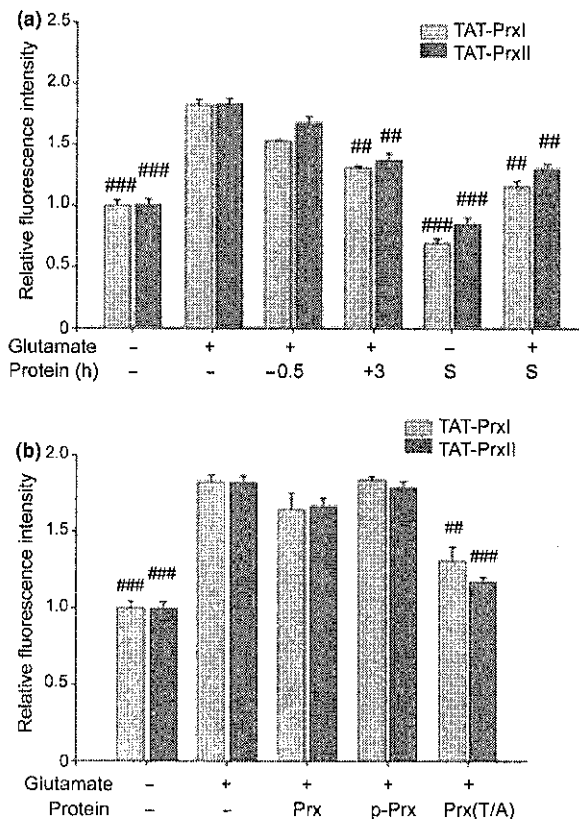 (a)
2.5
2.0
1.5
1.0
0.5
0
Relative fluorescence intensity
TAT-PrxI
TAT-PrxII
### ###
## ##
### ###
## ##
Glutamate − + + + − +
Protein (h) − − −0.5 +3 S S
(b)
2.0
1.5
1.0
0.5
0
Relative fluorescence intensity
TAT-PrxI
TAT-PrxII
### ###
## ###
Glutamate − + + + +
Protein − − Prx p-Prx Prx(T/A)